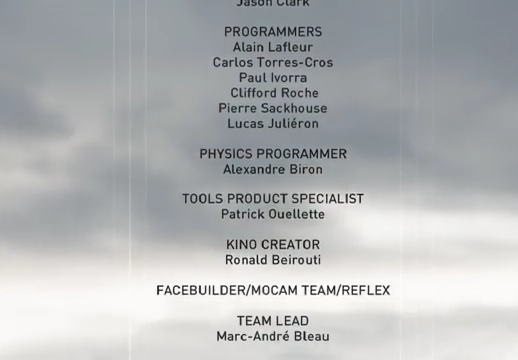 Jason Clark
PROGRAMMERS
Alain Lafleur
Carlos Torres-Cros
Paul Ivorra
Clifford Roche
Pierre Sackhouse
Lucas Juliéron
PHYSICS PROGRAMMER
Alexandre Biron
TOOLS PRODUCT SPECIALIST
Patrick Ouellette
KINO CREATOR
Ronald Beirouti
FACEBUILDER/MOCAM TEAM/REFLEX
TEAM LEAD
Marc-André Bleau